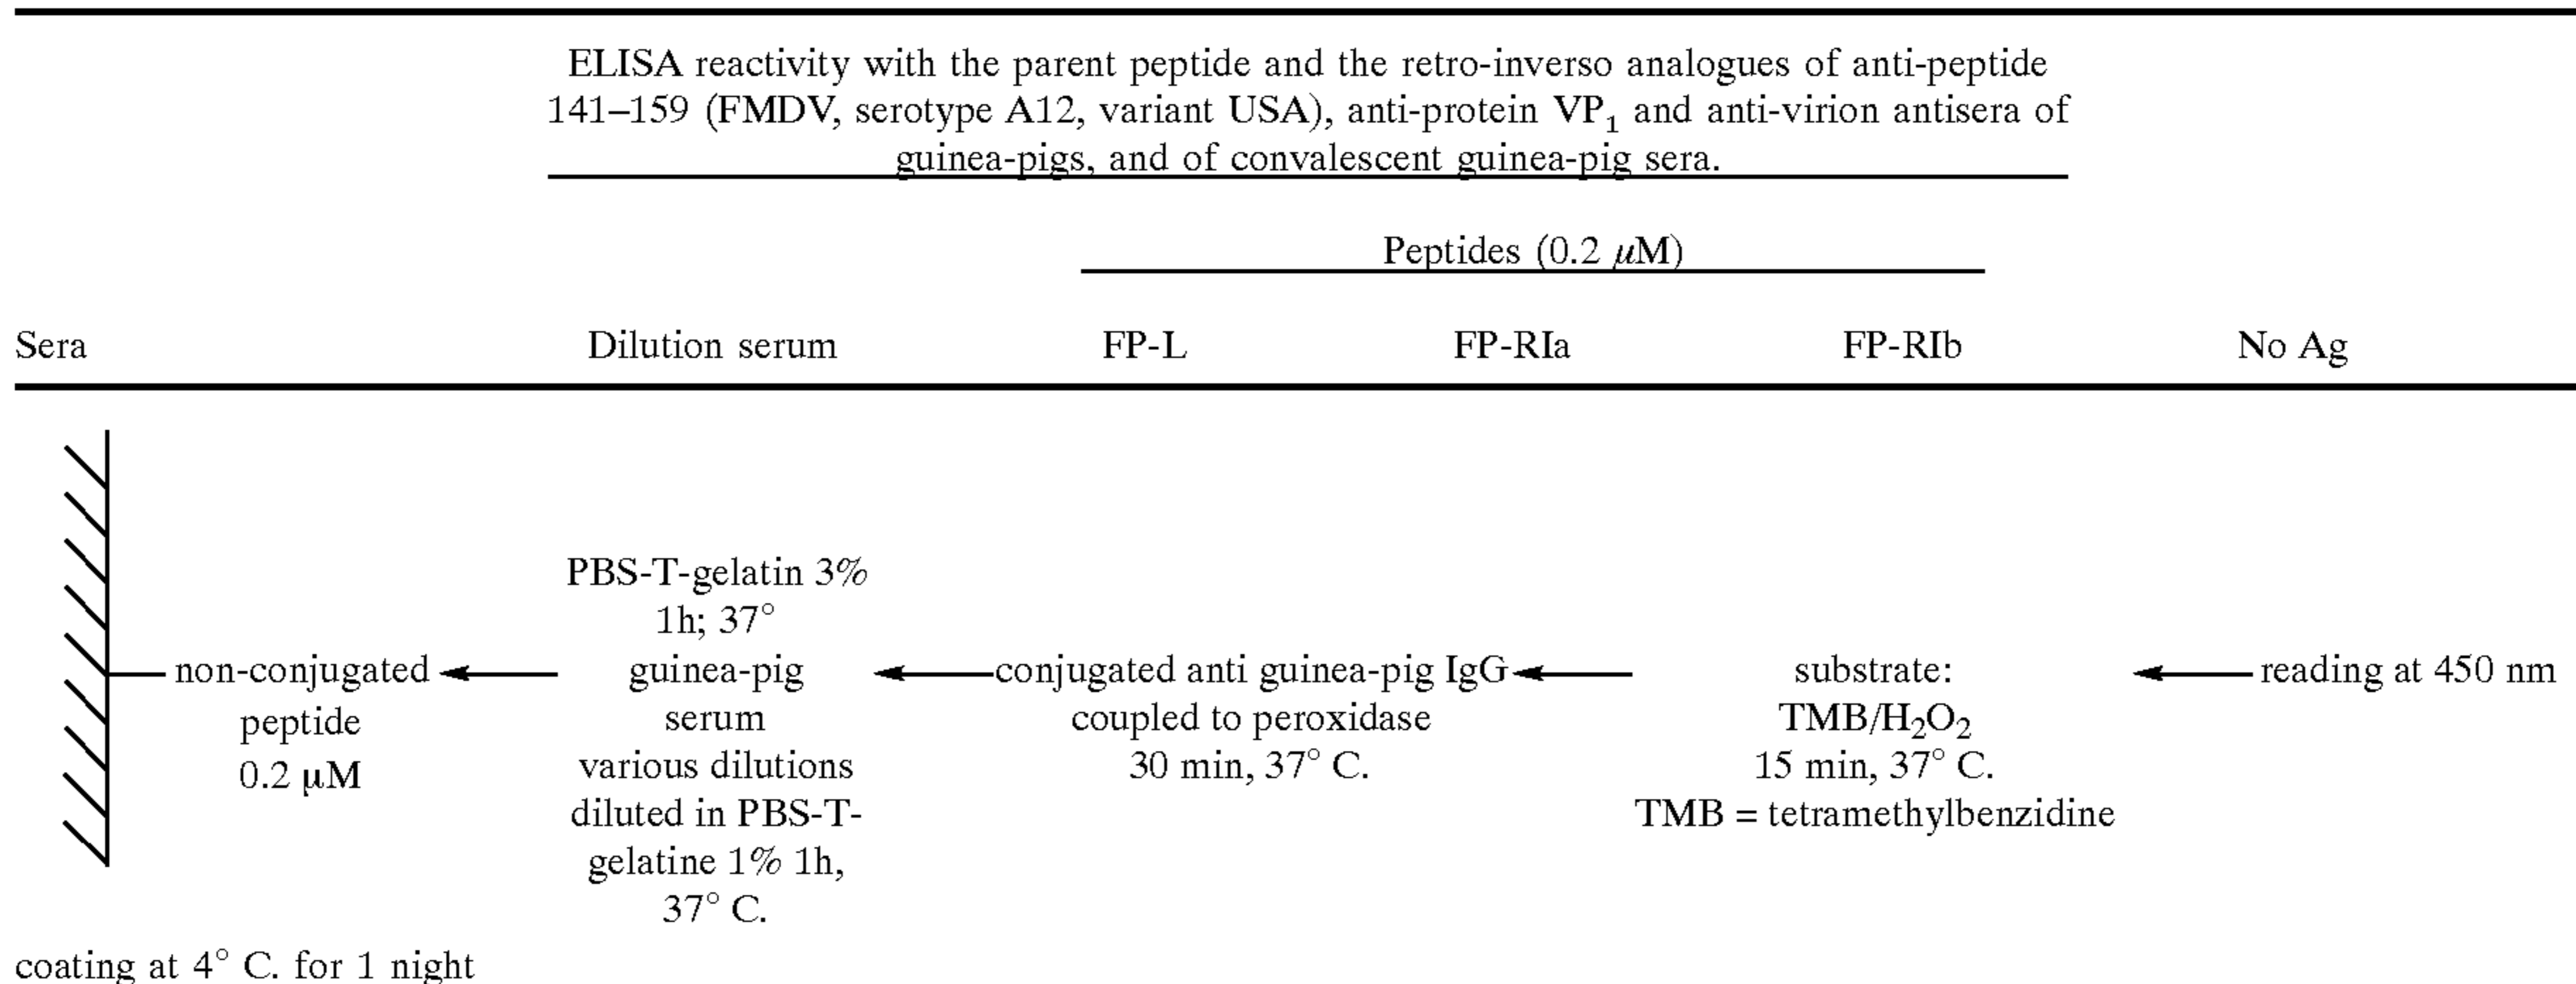 ELISA reactivity with the parent peptide and the retro-inverso analogues of anti-peptide
141–159 (FMDV, serotype A12, variant USA), anti-protein VP₁ and anti-virion antisera of
guinea-pigs, and of convalescent guinea-pig sera.
Peptides (0.2 μM)
Sera Dilution serum FP-L FP-RIa FP-RIb No Ag
non-conjugated
peptide
0.2 μM
PBS-T-gelatin 3%
1h; 37°
guinea-pig
serum
various dilutions
diluted in PBS-T-
gelatine 1% 1h,
37° C.
conjugated anti guinea-pig IgG
coupled to peroxidase
30 min, 37° C.
substrate:
TMB/H₂O₂
15 min, 37° C.
TMB = tetramethylbenzidine
reading at 450 nm
coating at 4° C. for 1 night